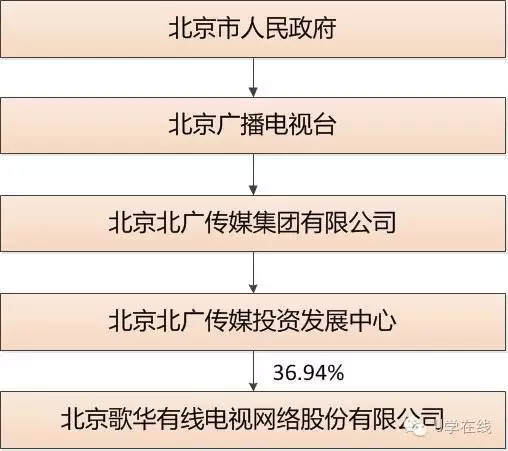 北京市人民政府
北京广播电视台
北京北广传媒集团有限公司
北京北广传媒投资发展中心
36.94%
北京歌华有线电视网络股份有限公司
U学在线